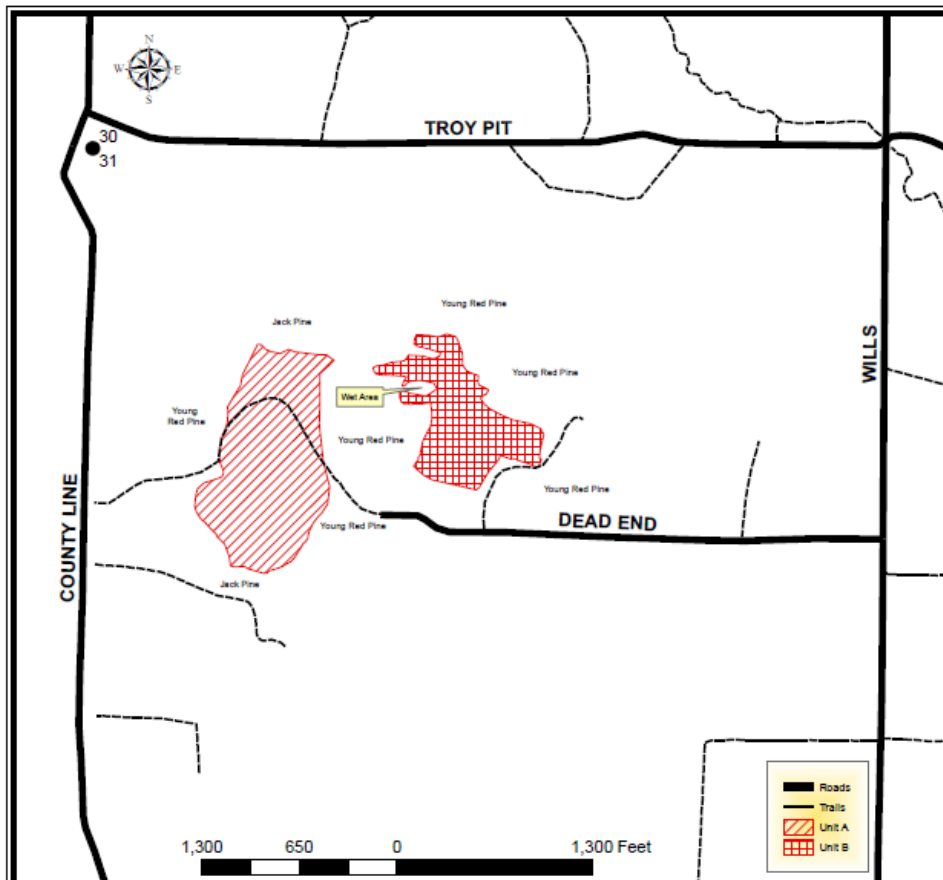 N
W E
S
30
31
TROY PIT
Young Red Pine
Jack Pine
WILLS
Young Red Pine
Wet Area
Young
Red Pine
Young Red Pine
Young Red Pine
Young Red Pine
DEAD END
COUNTY LINE
Jack Pine
Roads
Trails
Unit A
Unit B
1,300 650 0 1,300 Feet